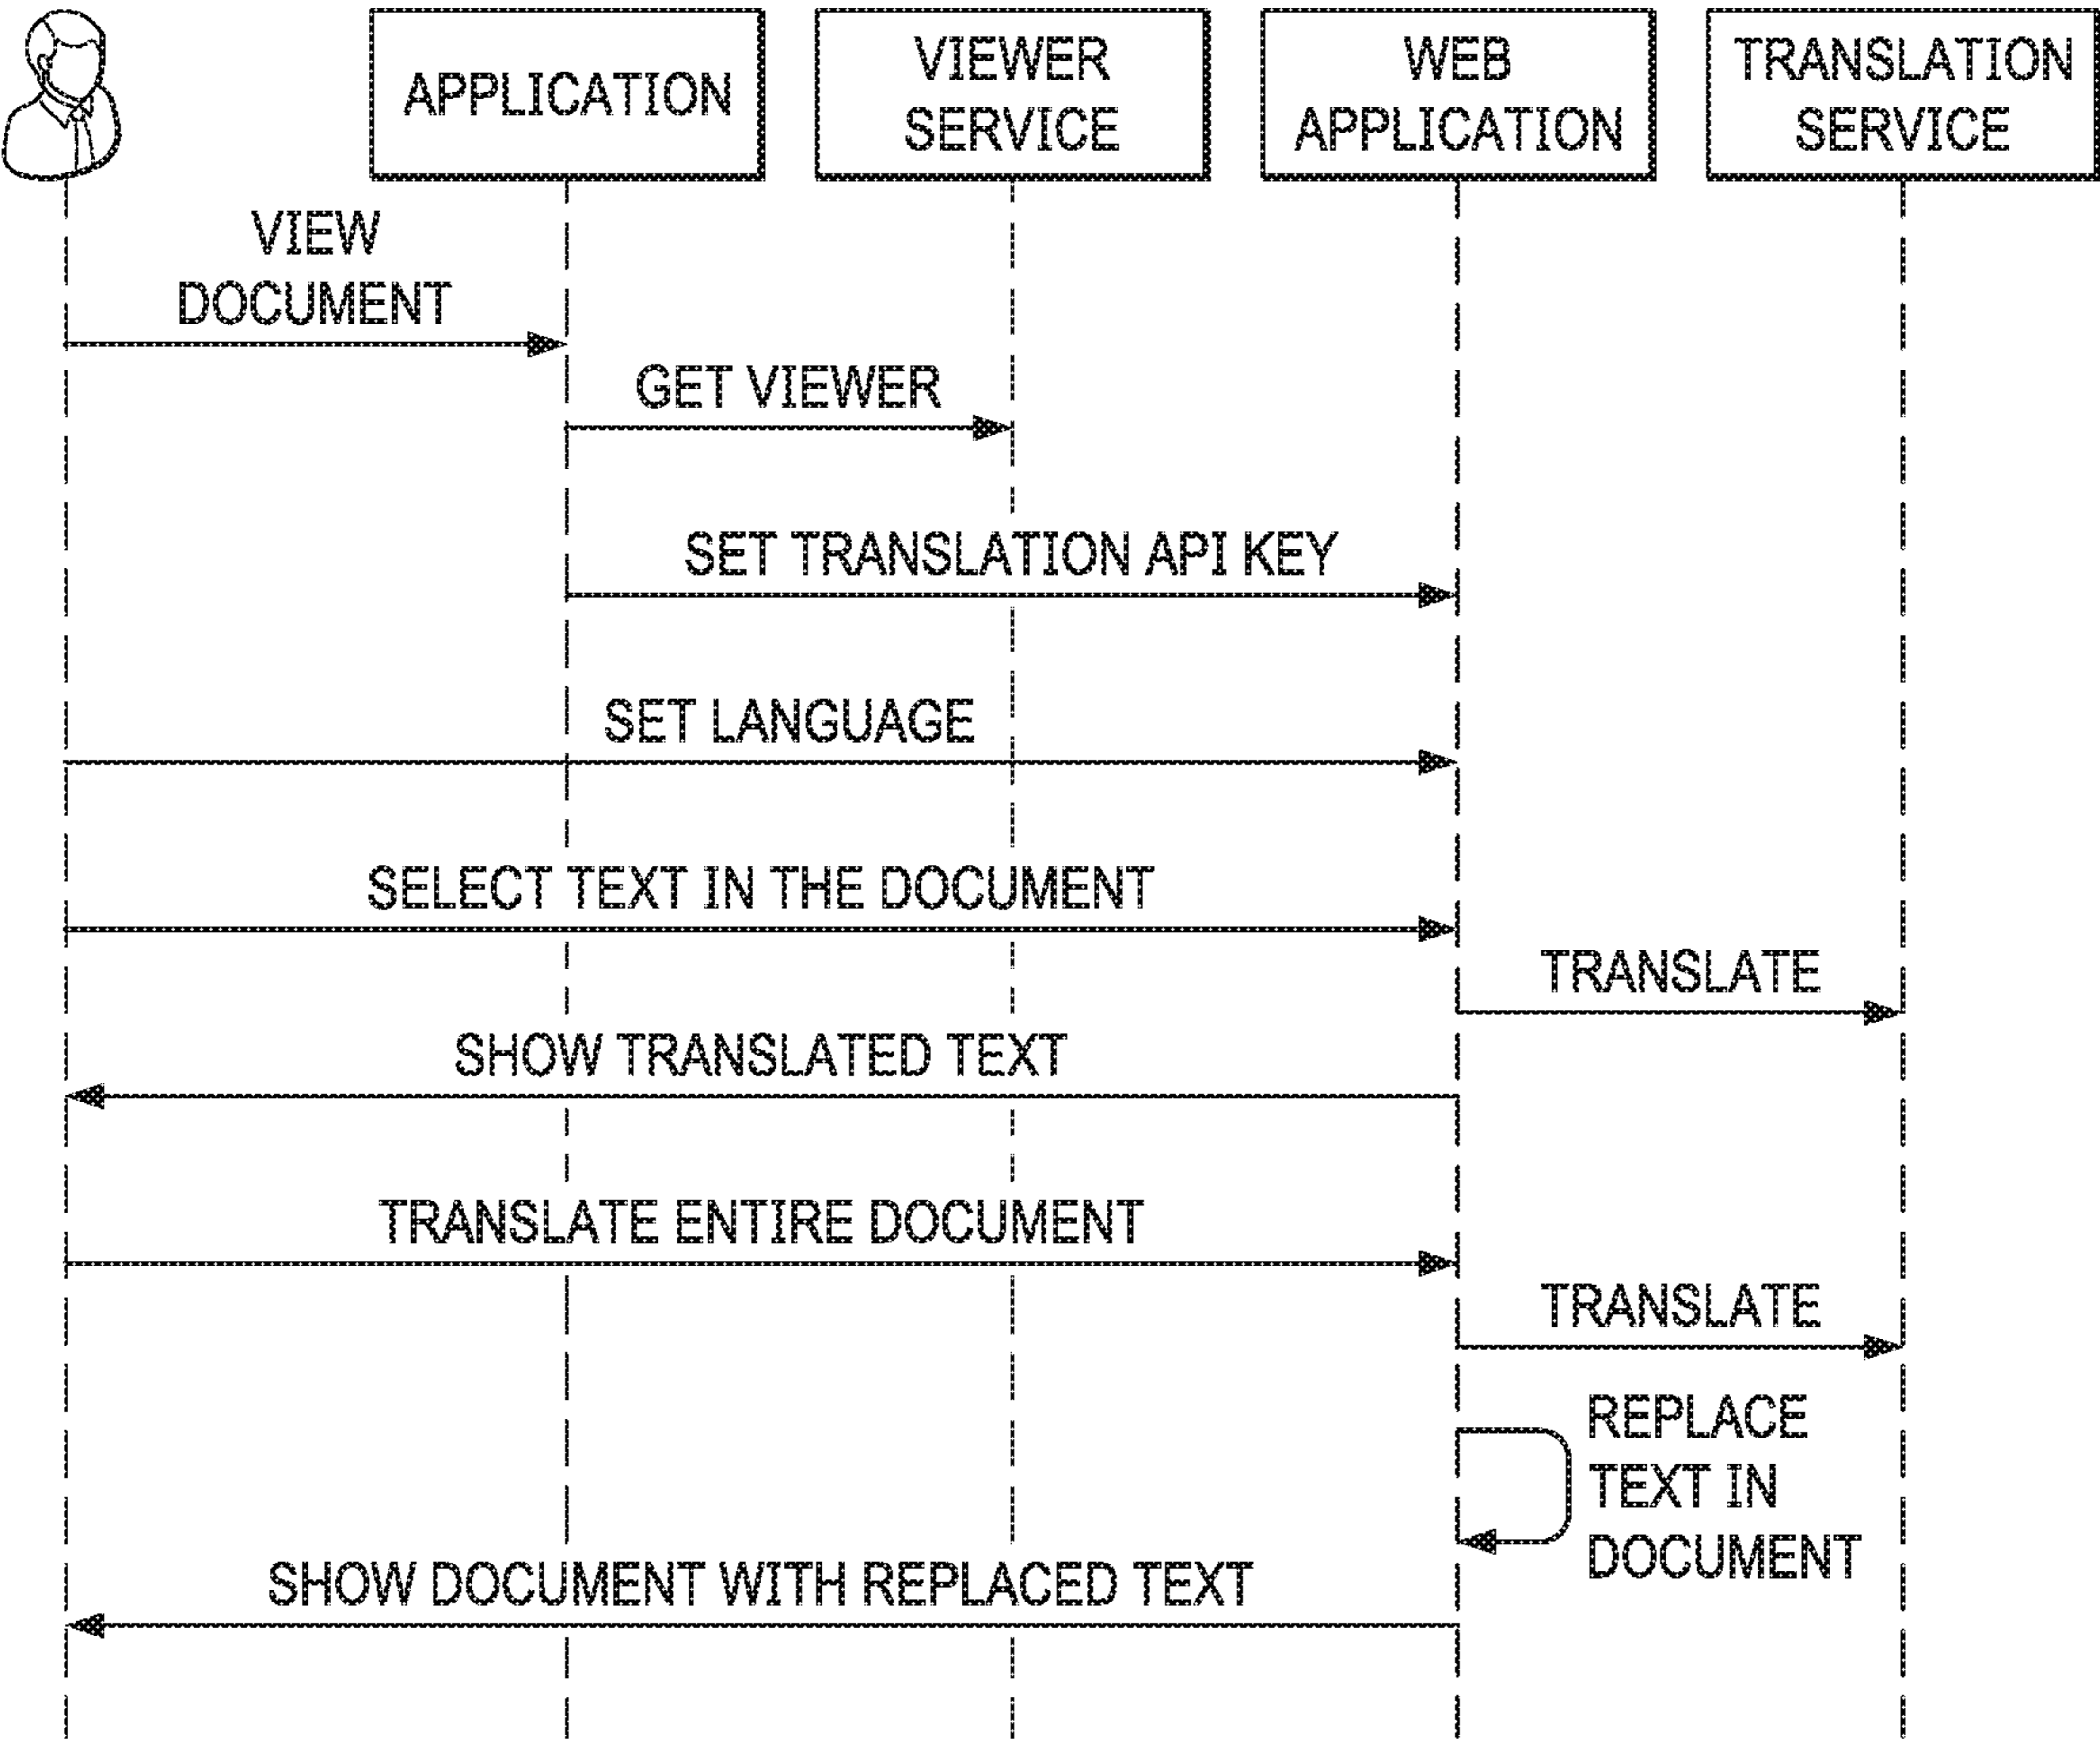 APPLICATION
VIEWER
SERVICE
WEB
APPLICATION
TRANSLATION
SERVICE
VIEW
DOCUMENT
GET VIEWER
SET TRANSLATION API KEY
SET LANGUAGE
SELECT TEXT IN THE DOCUMENT
TRANSLATE
SHOW TRANSLATED TEXT
TRANSLATE ENTIRE DOCUMENT
TRANSLATE
REPLACE
TEXT IN
DOCUMENT
SHOW DOCUMENT WITH REPLACED TEXT